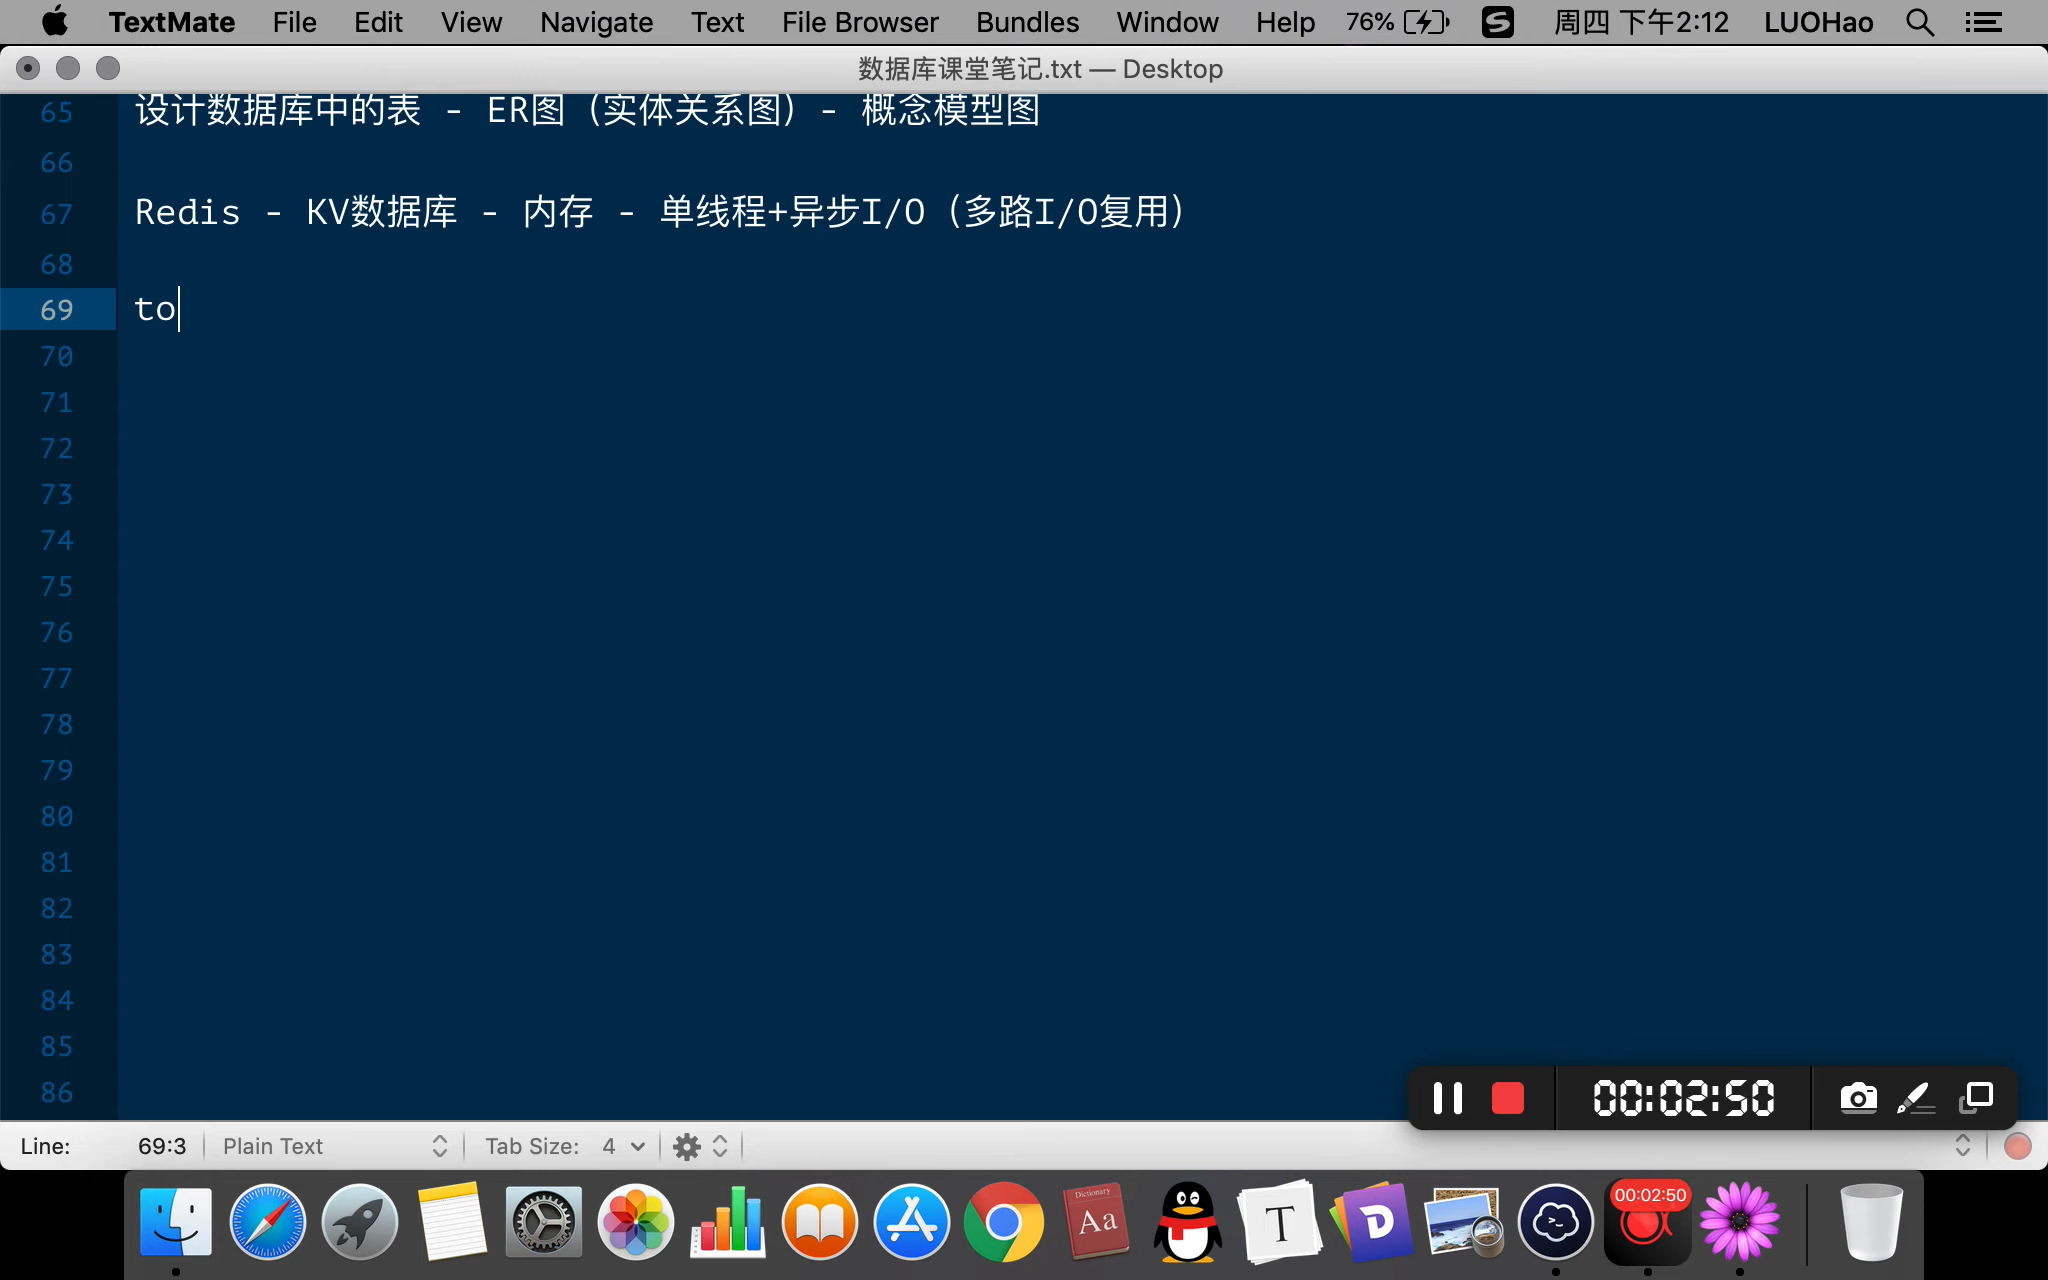 TextMate File Edit View Navigate Text File Browser Bundles Window Help 76% 周四 下午2:12 LUOHao
数据库课堂笔记.txt — Desktop
65 设计数据库中的表 - ER图（实体关系图）- 概念模型图
66
67 Redis - KV数据库 - 内存 - 单线程+异步I/O（多路I/O复用）
68
69 to
70
71
72
73
74
75
76
77
78
79
80
81
82
83
84
85
86
00:02:50
Line: 69:3 Plain Text Tab Size: 4
Dictionary
Aa
T
D
00:02:50